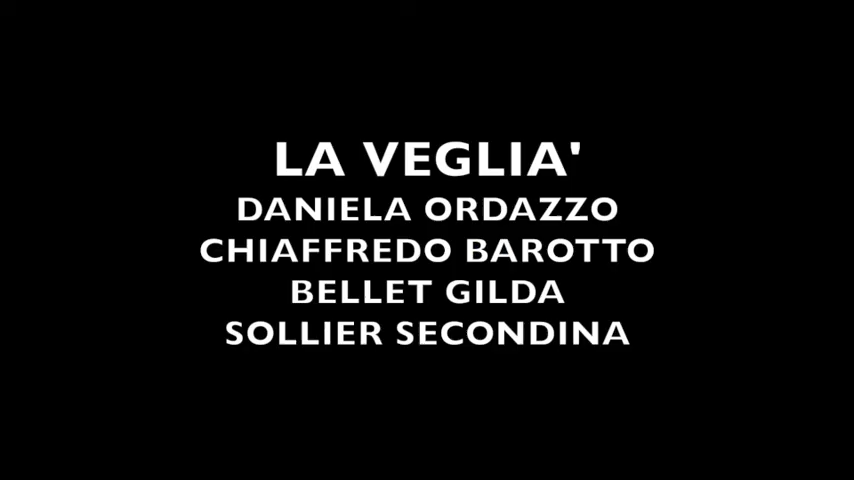 LA VEGLIA'
DANIELA ORDAZZO
CHIAFFREDO BAROTTO
BELLET GILDA
SOLLIER SECONDINA